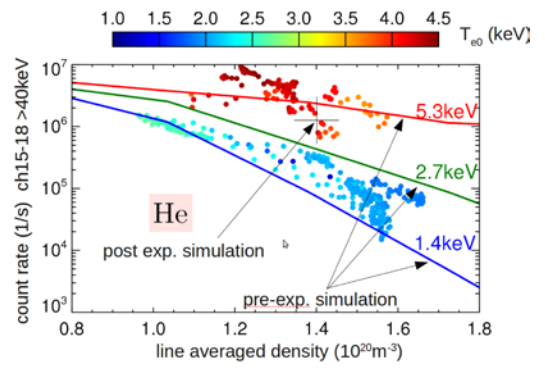 1.0 1.5 2.0 2.5 3.0 3.5 4.0 4.5
T_e0 (keV)
10^7
10^6
10^5
10^4
10^3
count rate (1/s) ch15-18 >40keV
5.3keV
2.7keV
He
post exp. simulation
1.4keV
pre-exp. simulation
0.8 1.0 1.2 1.4 1.6 1.8
line averaged density (10^20m^-3)